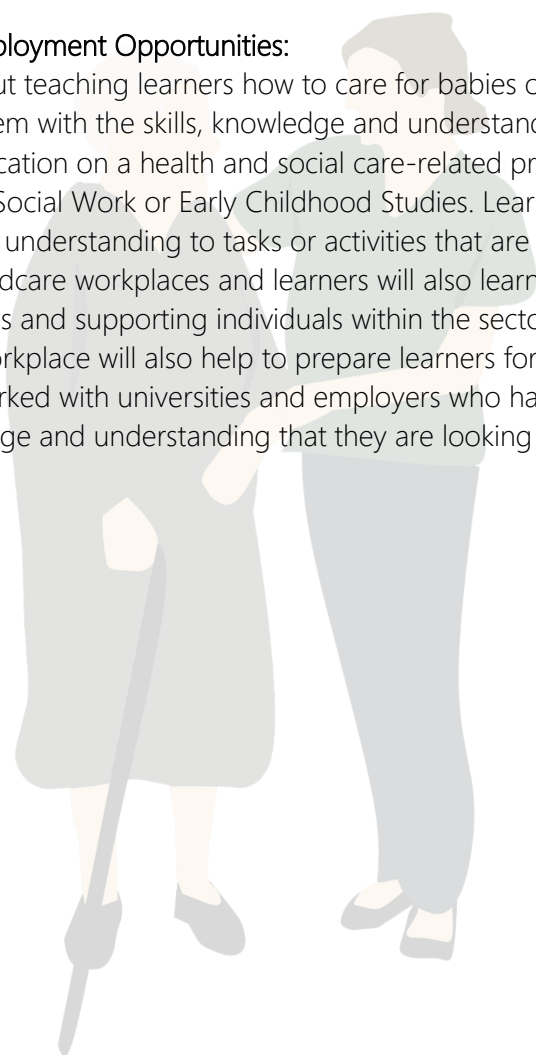 ployment Opportunities:
ut teaching learners how to care for babies o
em with the skills, knowledge and understand
cation on a health and social care-related pr
Social Work or Early Childhood Studies. Lear
understanding to tasks or activities that are
dcare workplaces and learners will also learn
s and supporting individuals within the secto
rkplace will also help to prepare learners for
rked with universities and employers who ha
ge and understanding that they are looking